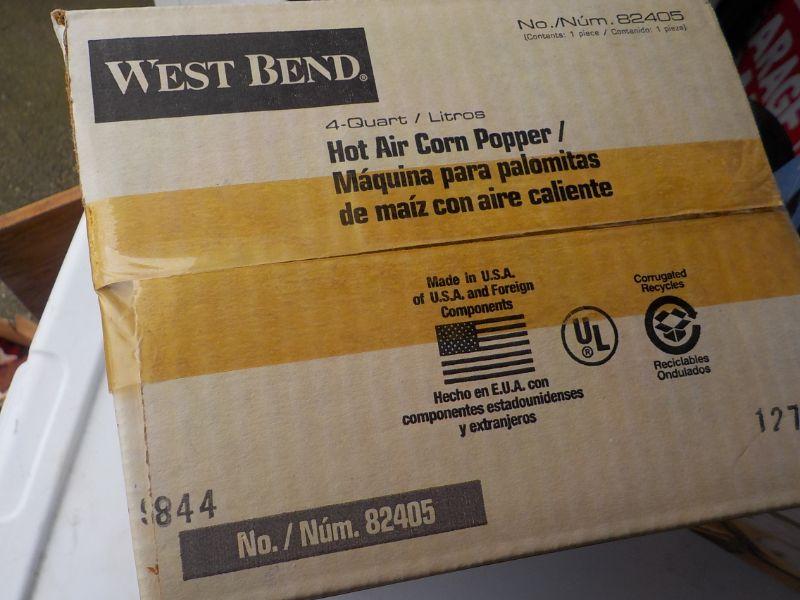 WEST BEND®
No./Núm. 82405
(Contents: 1 piece / Contenido: 1 pieza)
4-Quart / Litros
Hot Air Corn Popper /
Máquina para palomitas
de maíz con aire caliente
Made in U.S.A.
of U.S.A. and Foreign
Components
Hecho en E.U.A. con
componentes estadounidenses
y extranjeros
UL®
Corrugated
Recycles
Reciclables
Ondulados
127
9844
No. / Núm. 82405
GARAGE